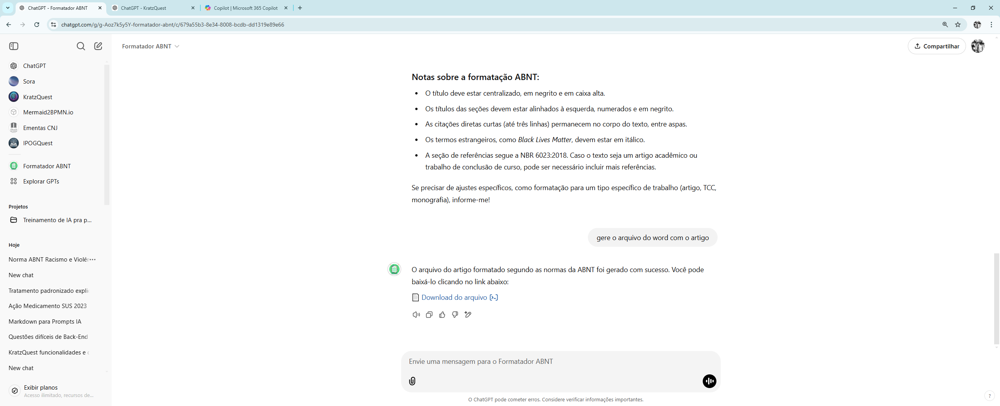 ChatGPT - Formatador ABNT
ChatGPT - KratzQuest
Copilot | Microsoft 365 Copilot
chatgpt.com/g/g-Aoz7k5y5Y-formatador-abnt/c/679a55b3-8e34-8008-bcdb-dd1319e89e66
ChatGPT
Sora
KratzQuest
Mermaid2BPMN.io
Ementas CNJ
IPOGQuest
Formatador ABNT
Explorar GPTs
Projetos
Treinamento de IA pra p...
Hoje
Norma ABNT Racismo e Violên
New chat
Tratamento padronizado explic
Ação Medicamento SUS 2023
Markdown para Prompts IA
Questões difíceis de Back-End
KratzQuest funcionalidades e c
New chat
Exibir planos
Acesso ilimitado, recursos de...
Formatador ABNT
Compartilhar
Notas sobre a formatação ABNT:
• O título deve estar centralizado, em negrito e em caixa alta.
• Os títulos das seções devem estar alinhados à esquerda, numerados e em negrito.
• As citações diretas curtas (até três linhas) permanecem no corpo do texto, entre aspas.
• Os termos estrangeiros, como Black Lives Matter, devem estar em itálico.
• A seção de referências segue a NBR 6023:2018. Caso o texto seja um artigo acadêmico ou
trabalho de conclusão de curso, pode ser necessário incluir mais referências.
Se precisar de ajustes específicos, como formatação para um tipo específico de trabalho (artigo, TCC,
monografia), informe-me!
gere o arquivo do word com o artigo
O arquivo do artigo formatado segundo as normas da ABNT foi gerado com sucesso. Você pode
baixá-lo clicando no link abaixo:
Download do arquivo [>-]
Envie uma mensagem para o Formatador ABNT
O ChatGPT pode cometer erros. Considere verificar informações importantes.
?